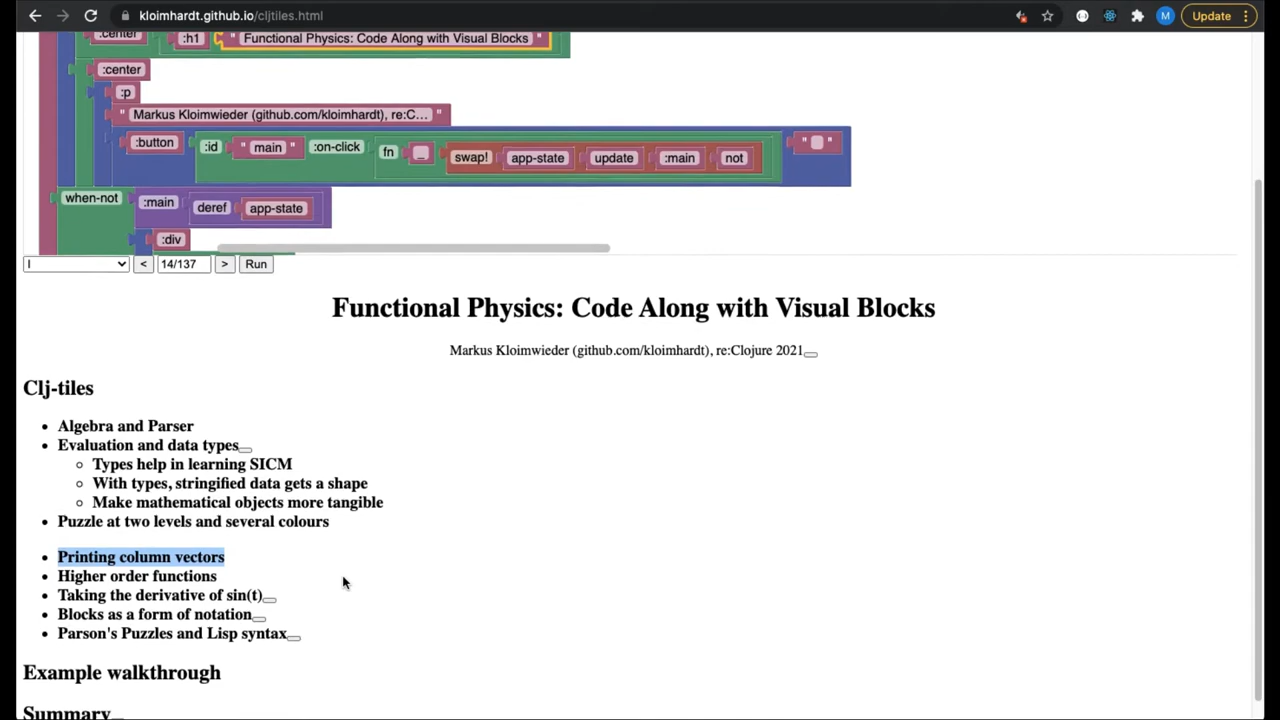 kloimhardt.github.io/cljtiles.html
M
Update
:center
:h1
" Functional Physics: Code Along with Visual Blocks "
:center
:p
" Markus Kloimwieder (github.com/kloimhardt), re:C... "
:button :id " main " :on-click fn _ swap! app-state update :main not " "
when-not :main deref app-state
:div
I < 14/137 > Run
Functional Physics: Code Along with Visual Blocks
Markus Kloimwieder (github.com/kloimhardt), re:Clojure 2021
Clj-tiles
Algebra and Parser
Evaluation and data types
Types help in learning SICM
With types, stringified data gets a shape
Make mathematical objects more tangible
Puzzle at two levels and several colours
Printing column vectors
Higher order functions
Taking the derivative of sin(t)
Blocks as a form of notation
Parson's Puzzles and Lisp syntax
Example walkthrough
Summary